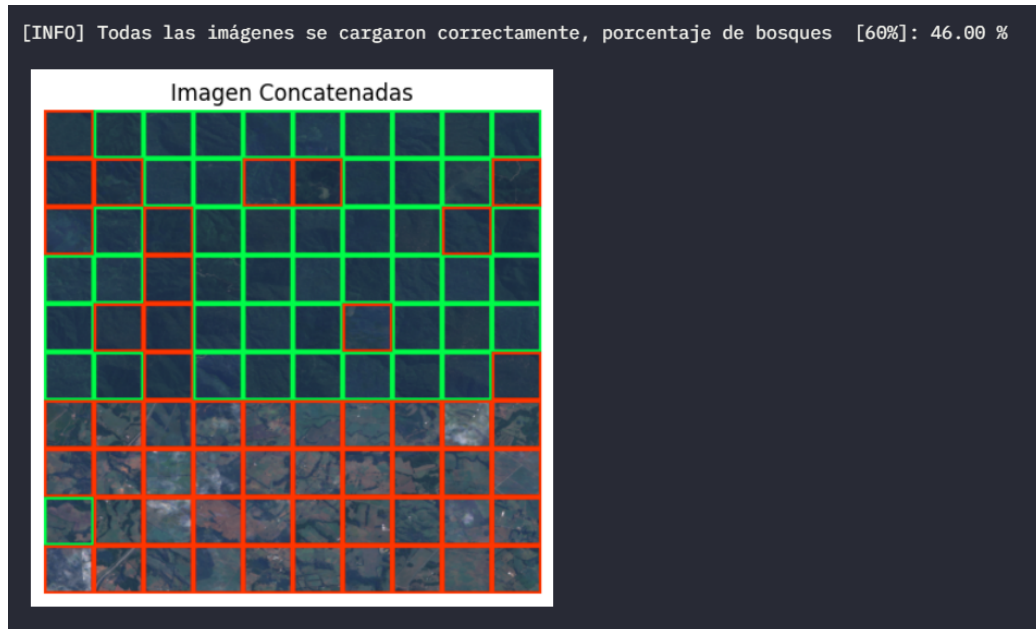 [INFO] Todas las imágenes se cargaron correctamente, porcentaje de bosques  [60%]: 46.00 %
Imagen Concatenadas